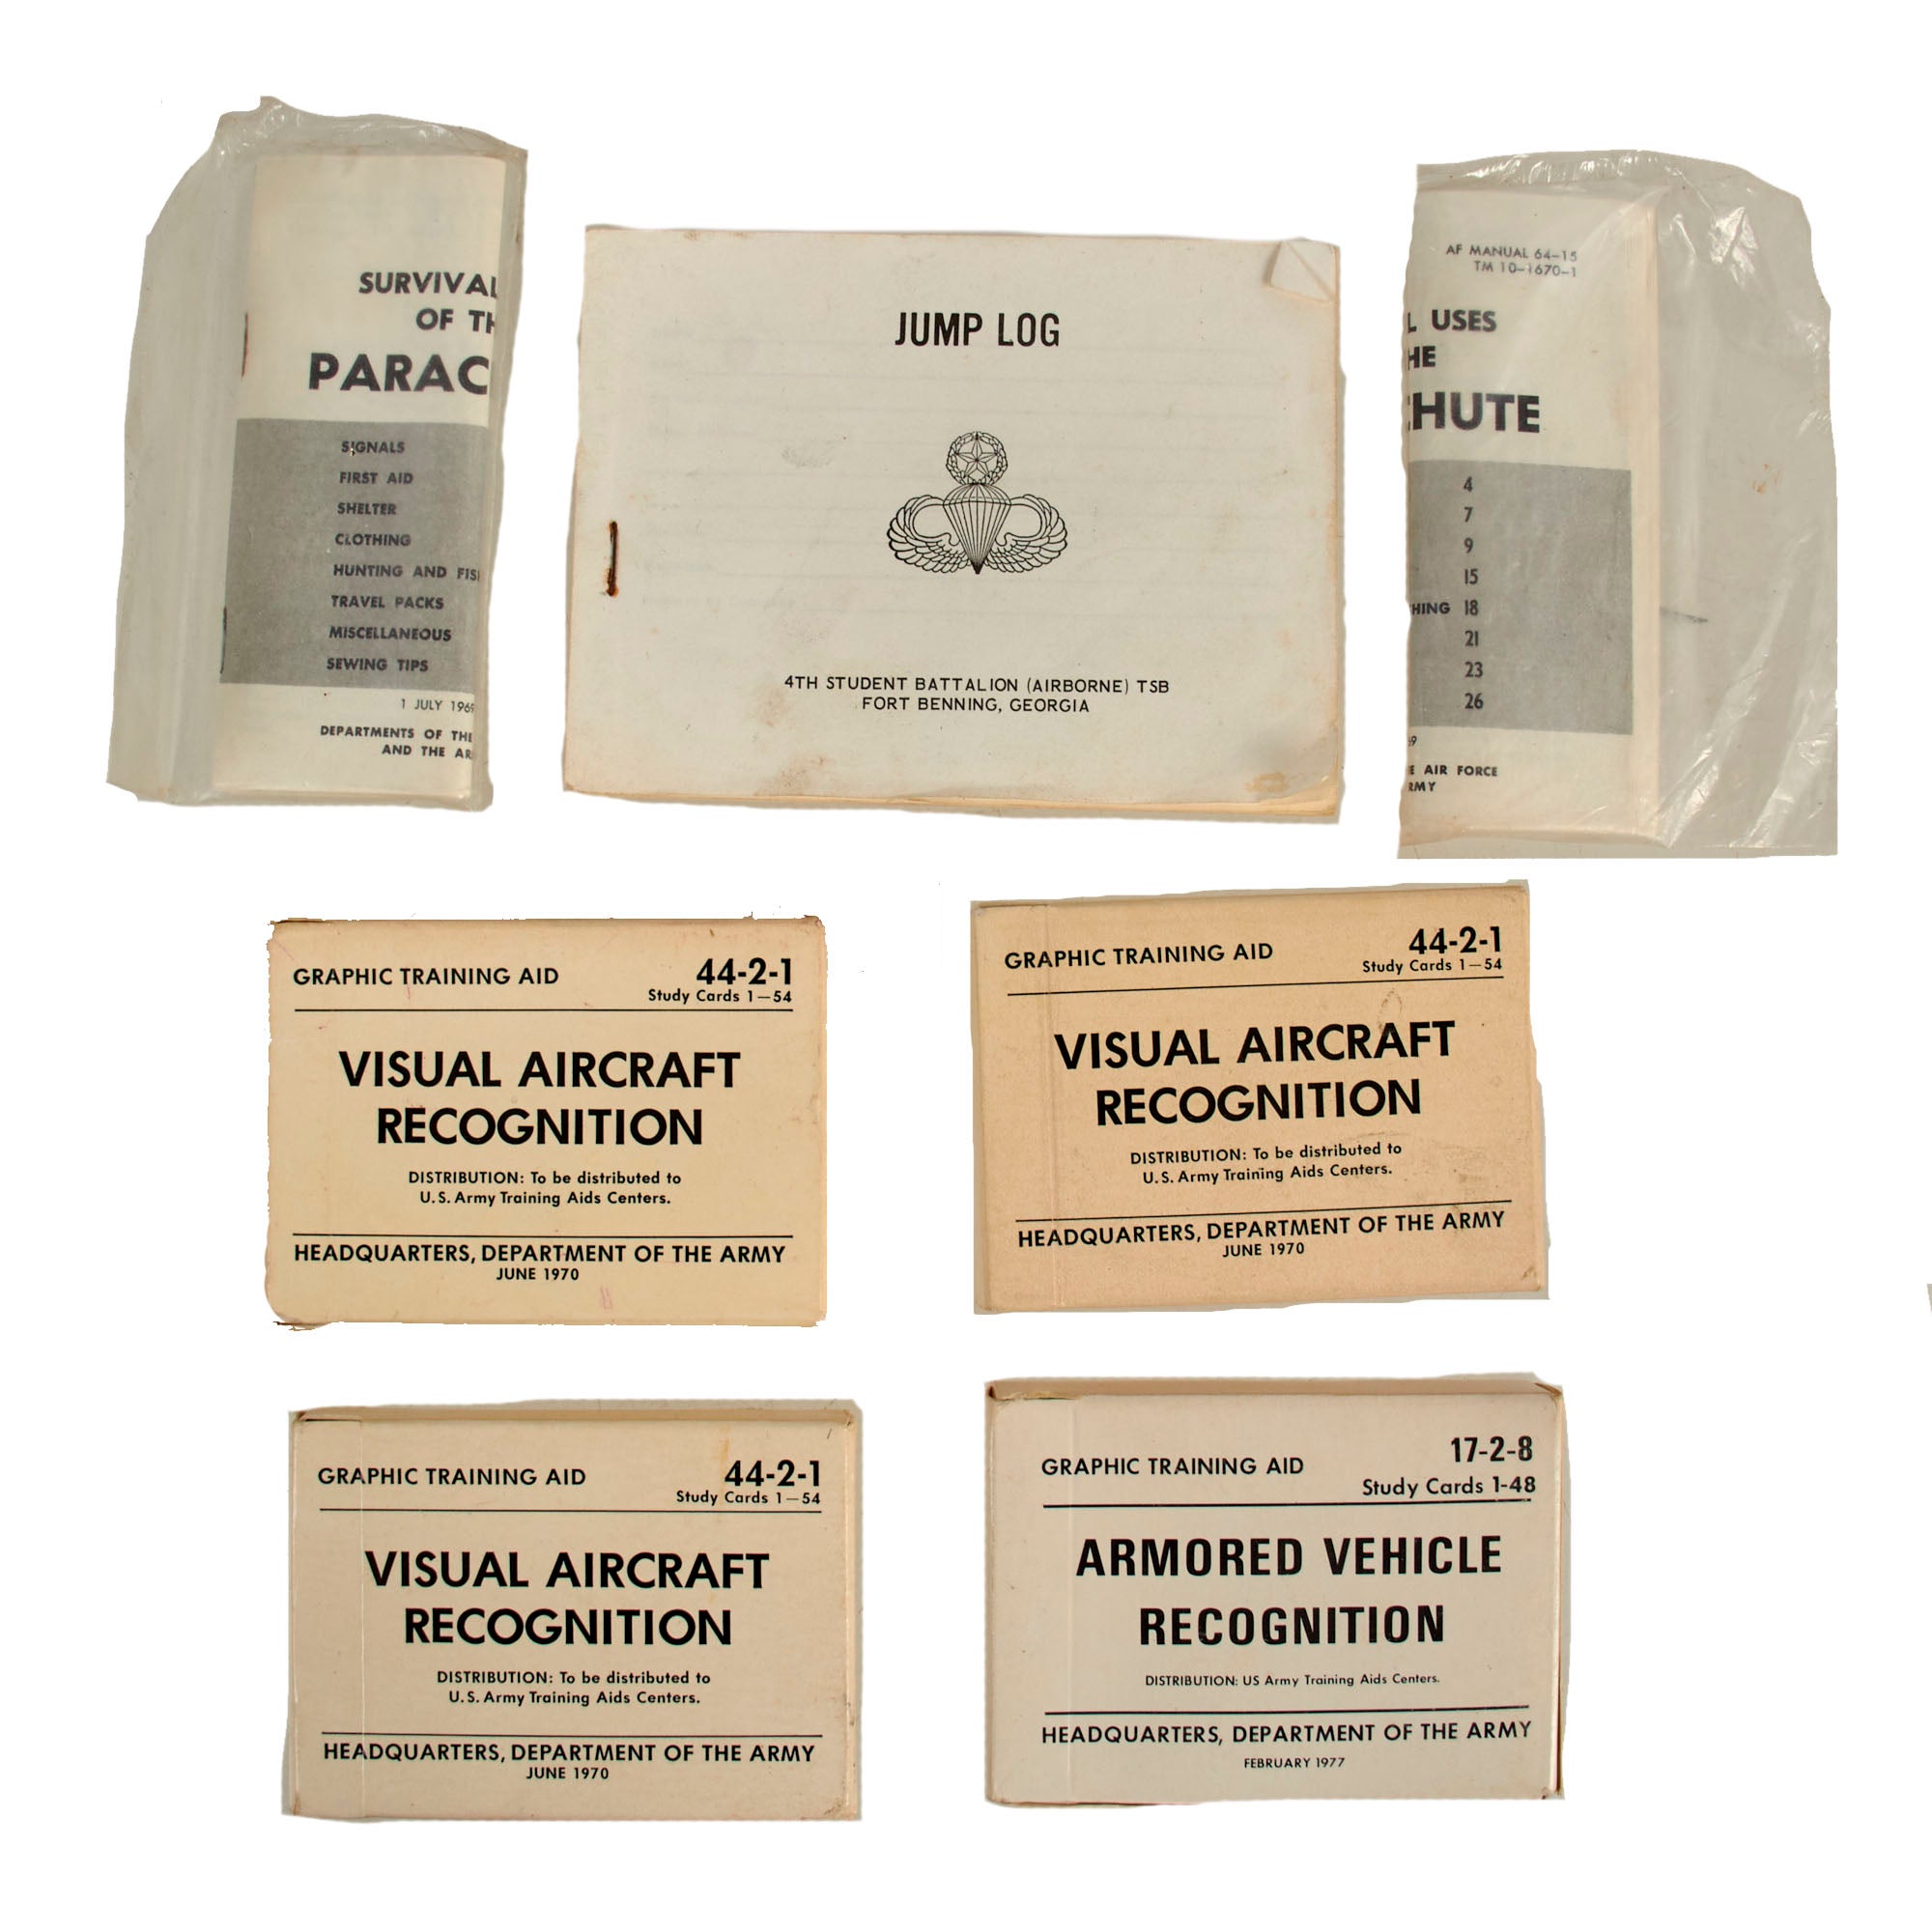 SURVIVAL
OF TH
PARAC
SIGNALS
FIRST AID
SHELTER
CLOTHING
HUNTING AND FIS
TRAVEL PACKS
MISCELLANEOUS
SEWING TIPS
1 JULY 1969
DEPARTMENTS OF THE
AND THE AR
JUMP LOG
4TH STUDENT BATTALION (AIRBORNE) TSB
FORT BENNING, GEORGIA
AF MANUAL 64-15
TM 10-1670-1
L USES
HE
CHUTE
4
7
9
15
HING 18
21
23
26
69
E AIR FORCE
RMY
GRAPHIC TRAINING AID
44-2-1
Study Cards 1—54
VISUAL AIRCRAFT
RECOGNITION
DISTRIBUTION: To be distributed to
U.S. Army Training Aids Centers.
HEADQUARTERS, DEPARTMENT OF THE ARMY
JUNE 1970
GRAPHIC TRAINING AID
44-2-1
Study Cards 1—54
VISUAL AIRCRAFT
RECOGNITION
DISTRIBUTION: To be distributed to
U.S. Army Training Aids Centers.
HEADQUARTERS, DEPARTMENT OF THE ARMY
JUNE 1970
GRAPHIC TRAINING AID
44-2-1
Study Cards 1—54
VISUAL AIRCRAFT
RECOGNITION
DISTRIBUTION: To be distributed to
U.S. Army Training Aids Centers.
HEADQUARTERS, DEPARTMENT OF THE ARMY
JUNE 1970
GRAPHIC TRAINING AID
17-2-8
Study Cards 1-48
ARMORED VEHICLE
RECOGNITION
DISTRIBUTION: US Army Training Aids Centers.
HEADQUARTERS, DEPARTMENT OF THE ARMY
FEBRUARY 1977